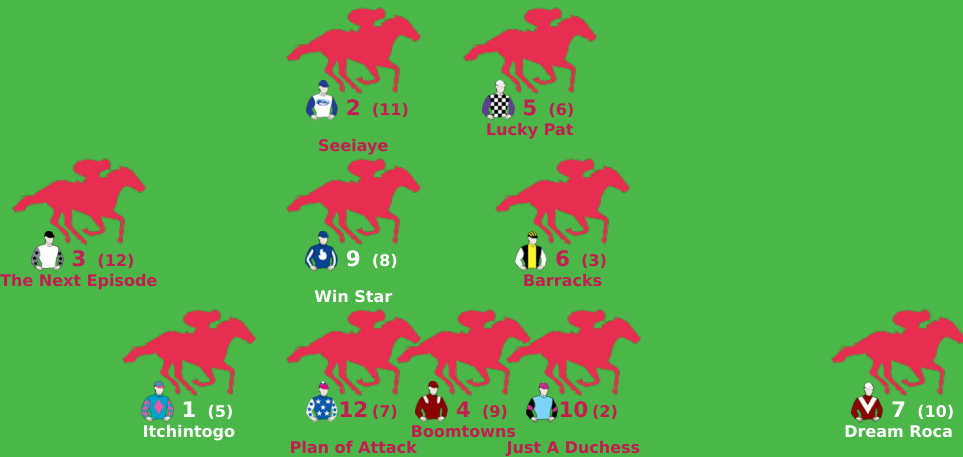 2 (11)
Seeiaye
5 (6)
Lucky Pat
3 (12)
The Next Episode
9 (8)
Win Star
6 (3)
Barracks
1 (5)
Itchintogo
12 (7)
Plan of Attack
4 (9)
Boomtowns
10 (2)
Just A Duchess
7 (10)
Dream Roca